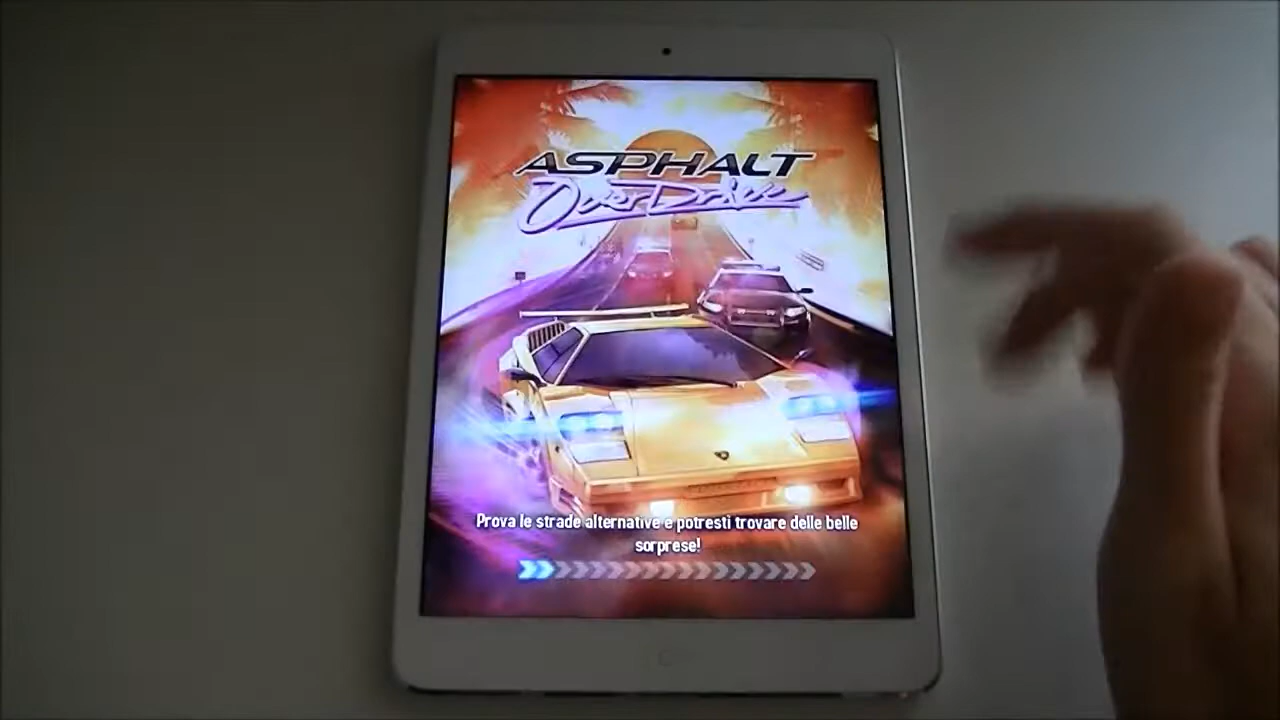 ASPHALT
OverDrive
Prova le strade alternative e potresti trovare delle belle
sorprese!